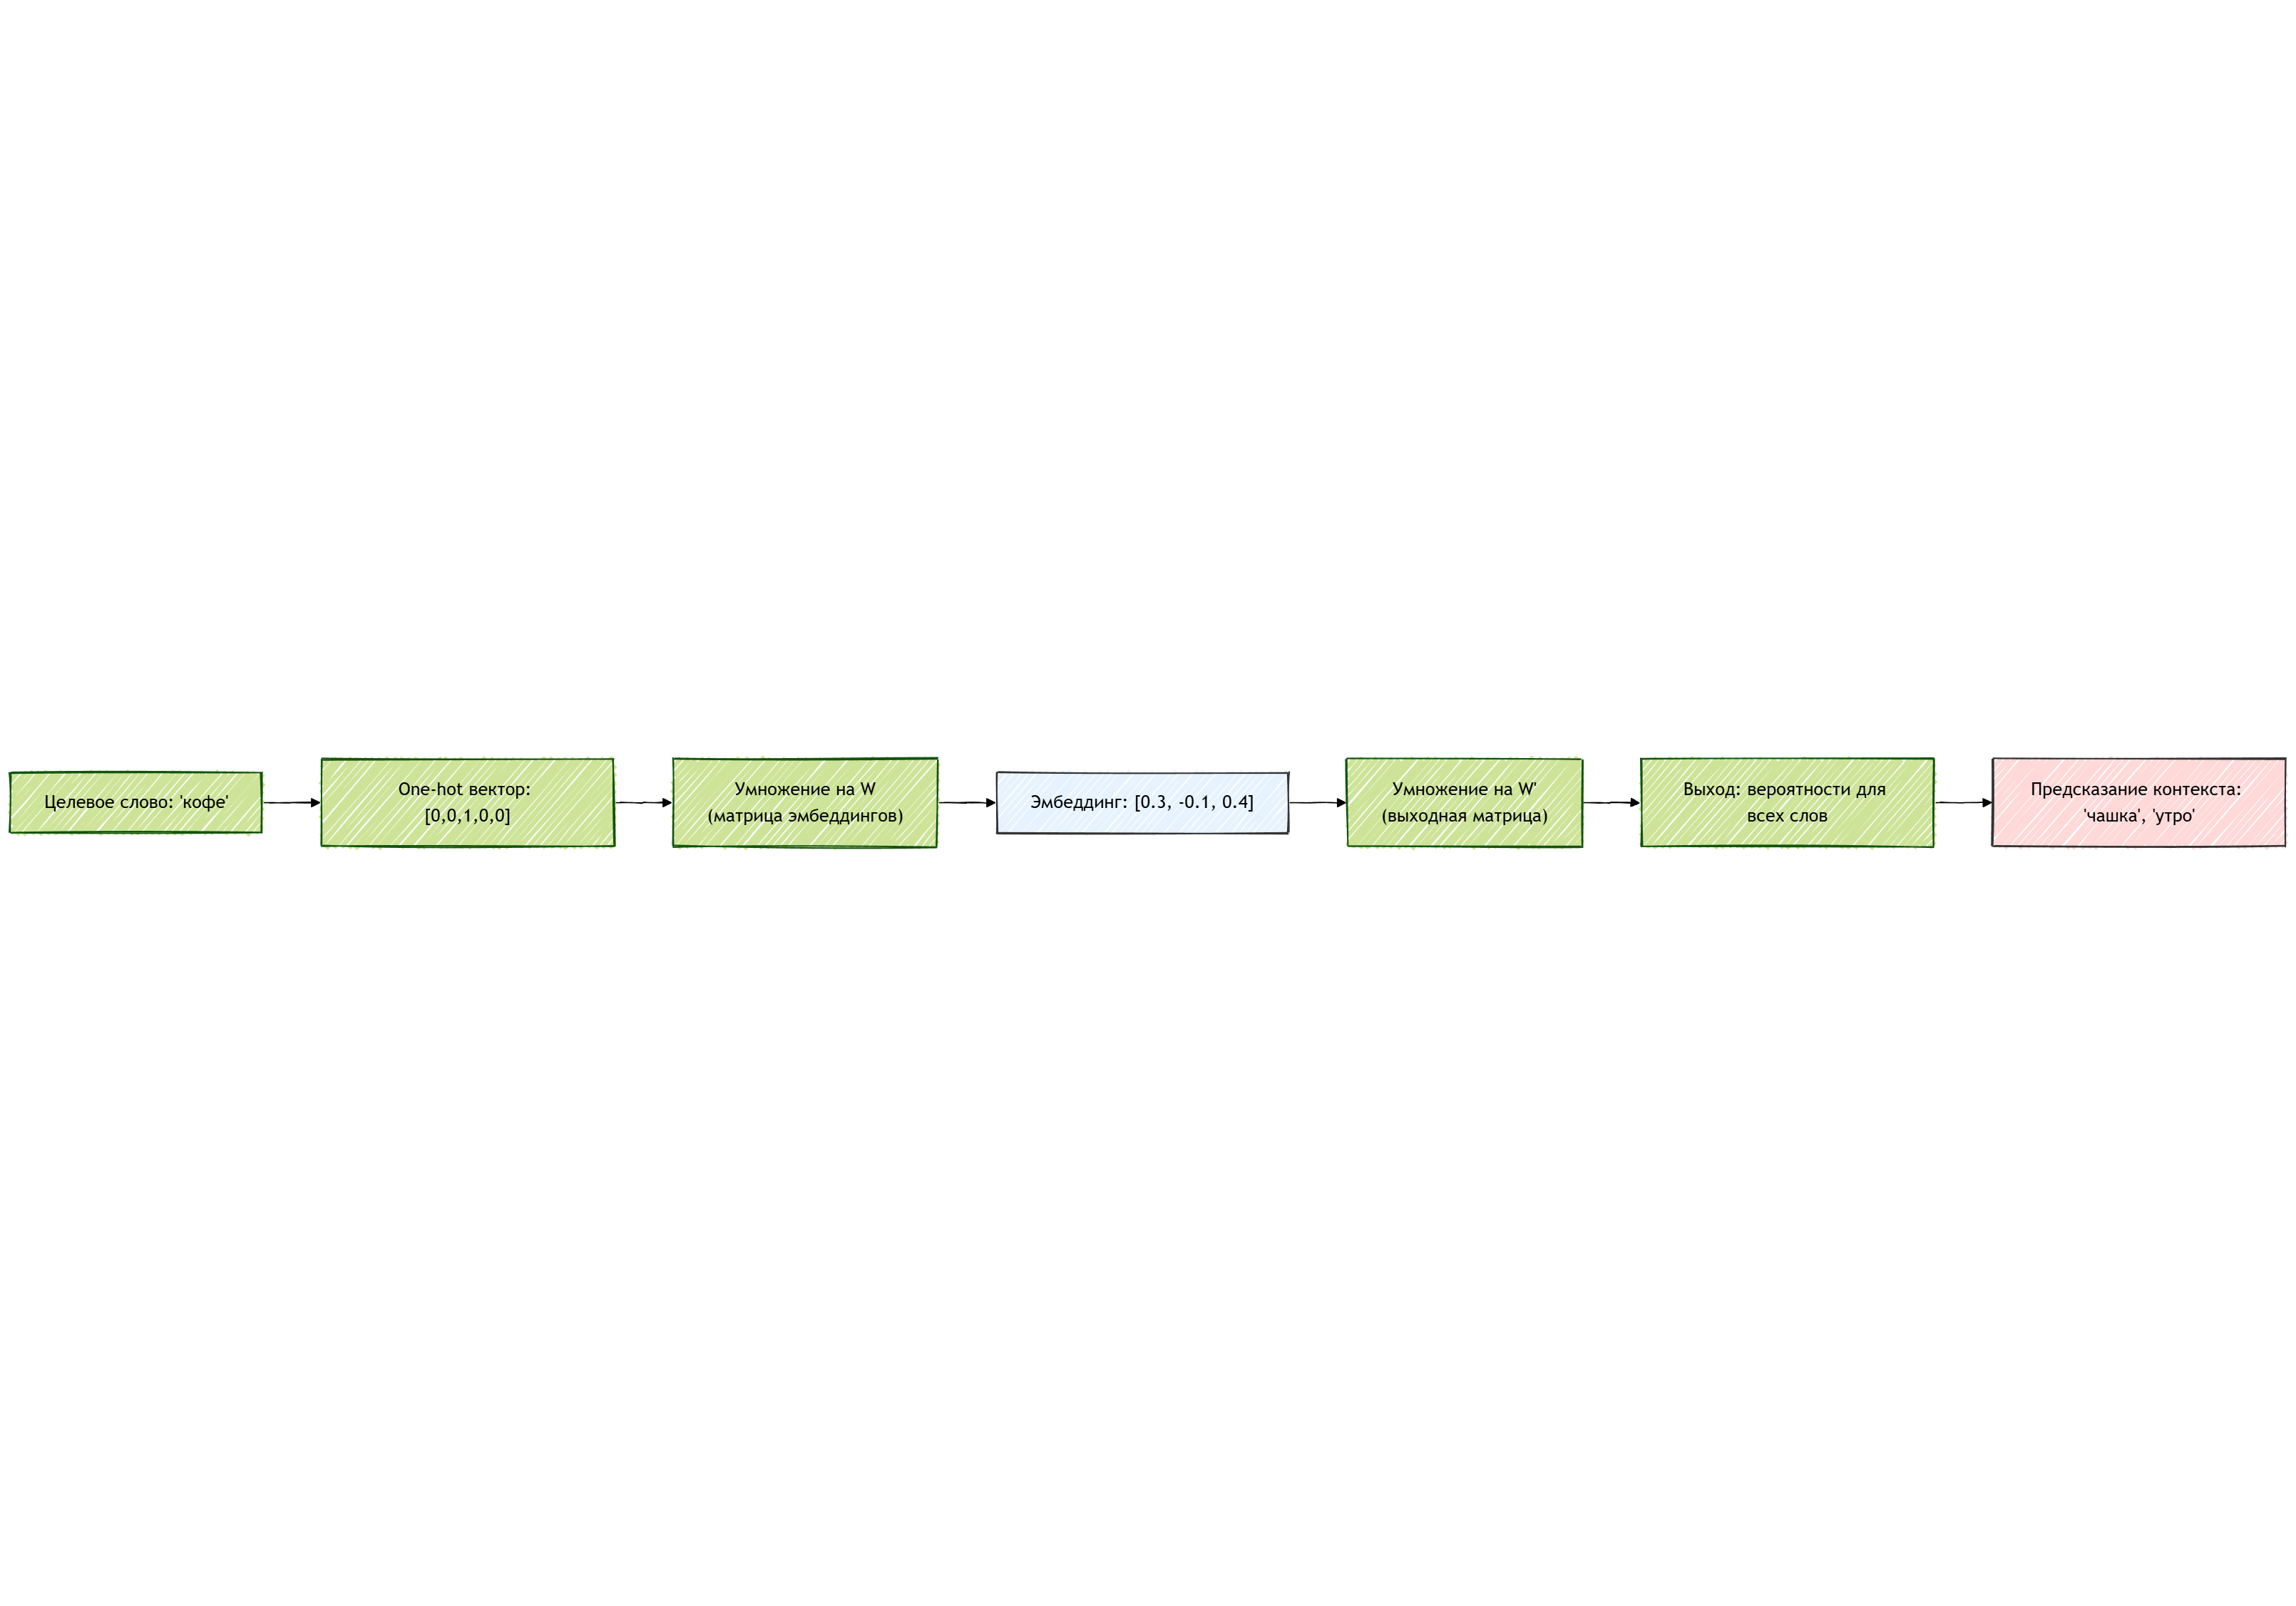 Целевое слово: 'кофе'
One-hot вектор:
[0,0,1,0,0]
Умножение на W
(матрица эмбеддингов)
Эмбеддинг: [0.3, -0.1, 0.4]
Умножение на W'
(выходная матрица)
Выход: вероятности для
всех слов
Предсказание контекста:
'чашка', 'утро'